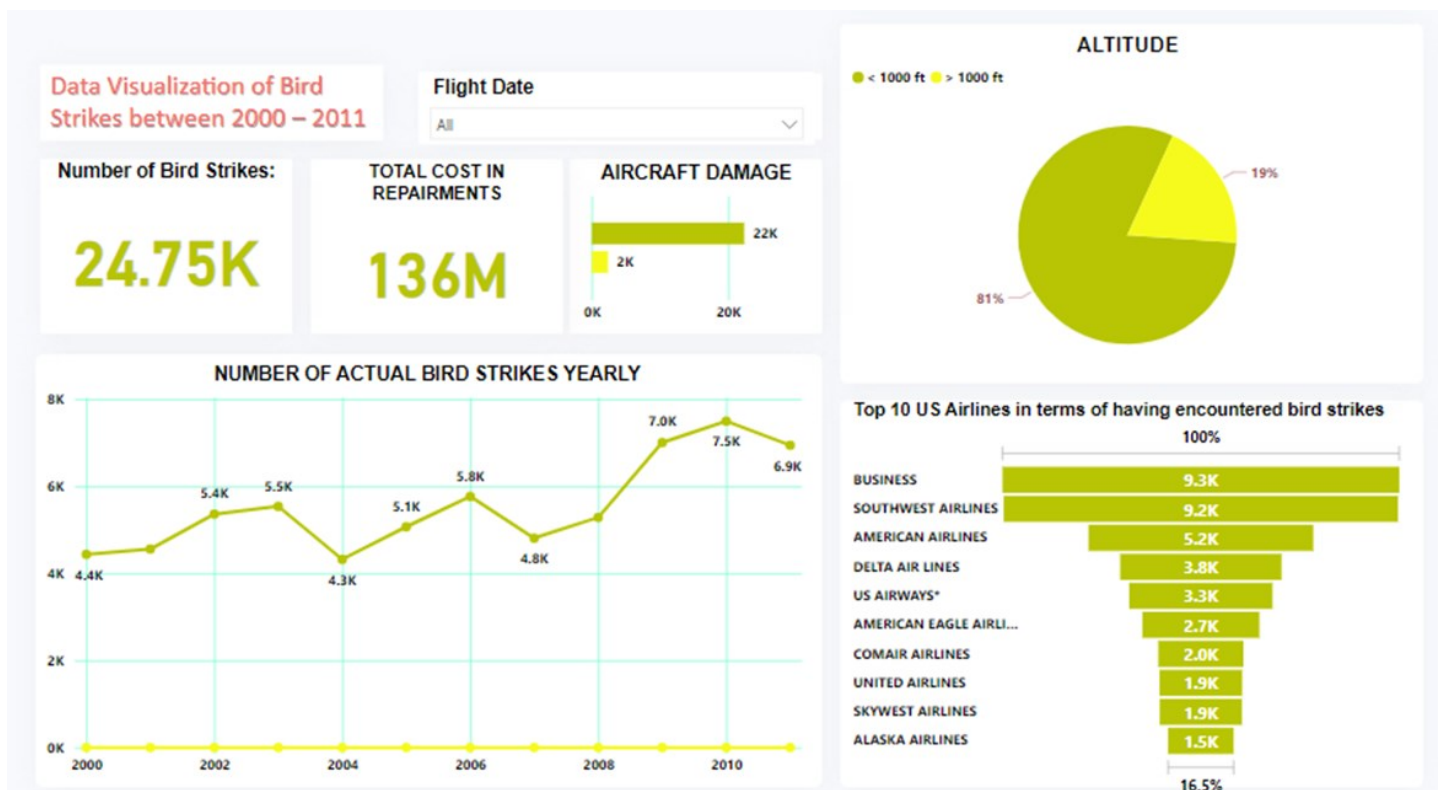 Data Visualization of Bird
Strikes between 2000 – 2011
Flight Date
All
Number of Bird Strikes:
24.75K
TOTAL COST IN
REPAIRMENTS
136M
AIRCRAFT DAMAGE
22K
2K
0K 20K
ALTITUDE
< 1000 ft > 1000 ft
19%
81%
NUMBER OF ACTUAL BIRD STRIKES YEARLY
8K
6K
4K
2K
0K
4.4K
5.4K
5.5K
4.3K
5.1K
5.8K
4.8K
7.0K
7.5K
6.9K
2000 2002 2004 2006 2008 2010
Top 10 US Airlines in terms of having encountered bird strikes
100%
BUSINESS 9.3K
SOUTHWEST AIRLINES 9.2K
AMERICAN AIRLINES 5.2K
DELTA AIR LINES 3.8K
US AIRWAYS* 3.3K
AMERICAN EAGLE AIRLI... 2.7K
COMAIR AIRLINES 2.0K
UNITED AIRLINES 1.9K
SKYWEST AIRLINES 1.9K
ALASKA AIRLINES 1.5K
16.5%